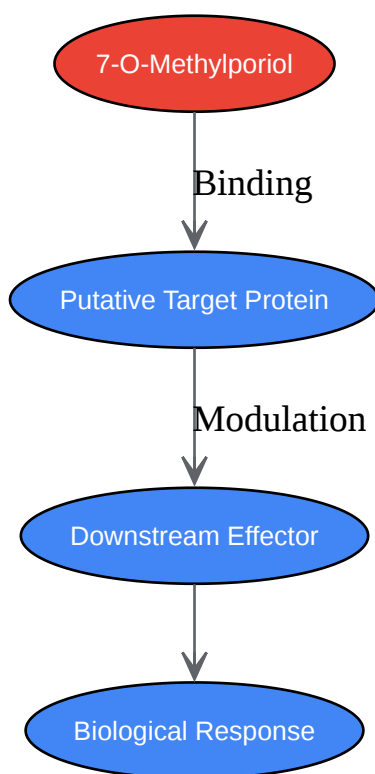 7-O-Methylporiol
Binding
Putative Target Protein
Modulation
Downstream Effector
Biological Response